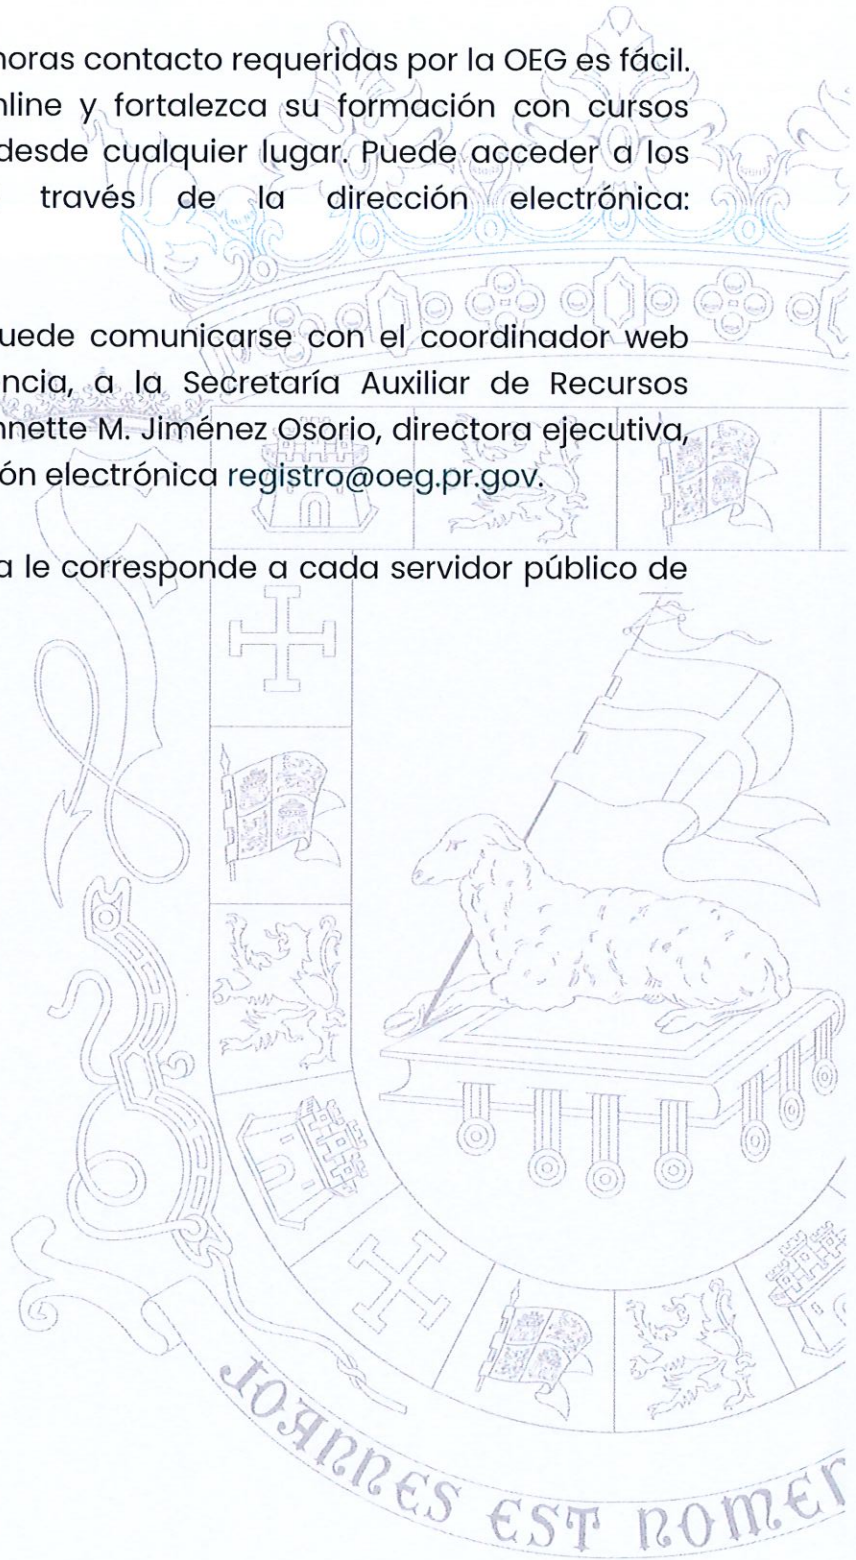 horas contacto requeridas por la OEG es fácil.
nline y fortalezca su formación con cursos
desde cualquier lugar. Puede acceder a los
través de la dirección electrónica:
uede comunicarse con el coordinador web
ncia, a la Secretaría Auxiliar de Recursos
nnette M. Jiménez Osorio, directora ejecutiva,
ón electrónica registro@oeg.pr.gov.
a le corresponde a cada servidor público de
JOANNES EST NOMEN